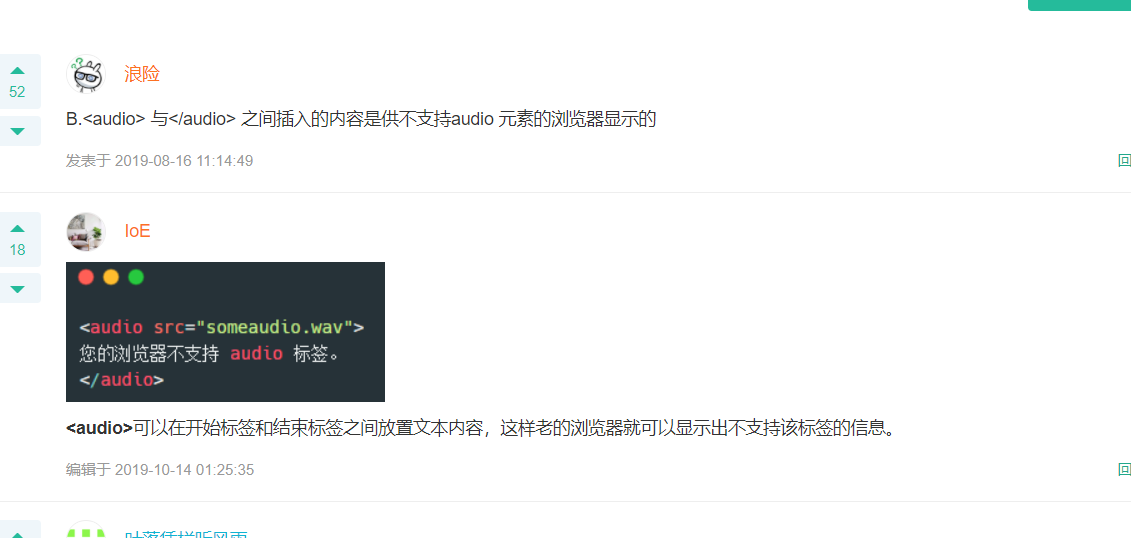 52
浪险
B.<audio> 与</audio> 之间插入的内容是供不支持audio 元素的浏览器显示的
发表于 2019-08-16 11:14:49
回
18
IoE
<audio src="someaudio.wav">
您的浏览器不支持 audio 标签。
</audio>
<audio>可以在开始标签和结束标签之间放置文本内容，这样老的浏览器就可以显示出不支持该标签的信息。
编辑于 2019-10-14 01:25:35
回